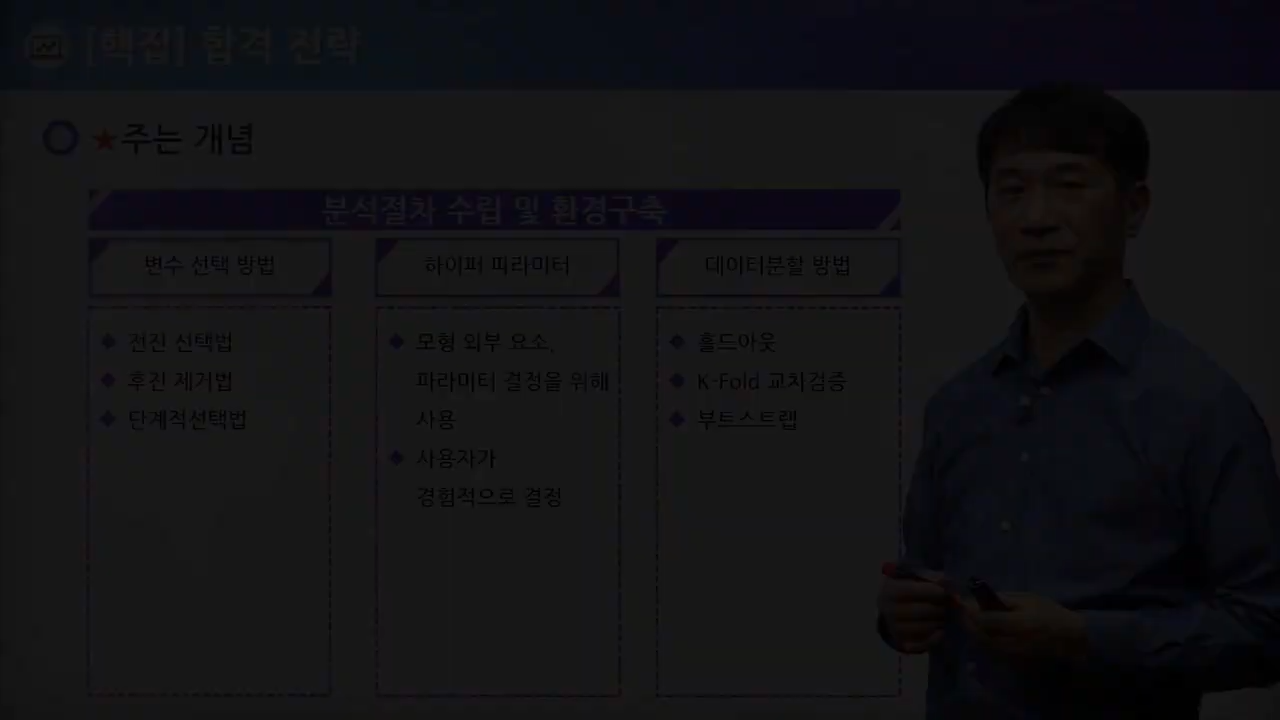 [핵집] 합격 전략
★주는 개념
분석절차 수립 및 환경구축
변수 선택 방법
전진 선택법
후진 제거법
단계적선택법
하이퍼 파라미터
모형 외부 요소,
파라미터 결정을 위해
사용
사용자가
경험적으로 결정
데이터분할 방법
홀드아웃
K-Fold 교차검증
부트스트랩